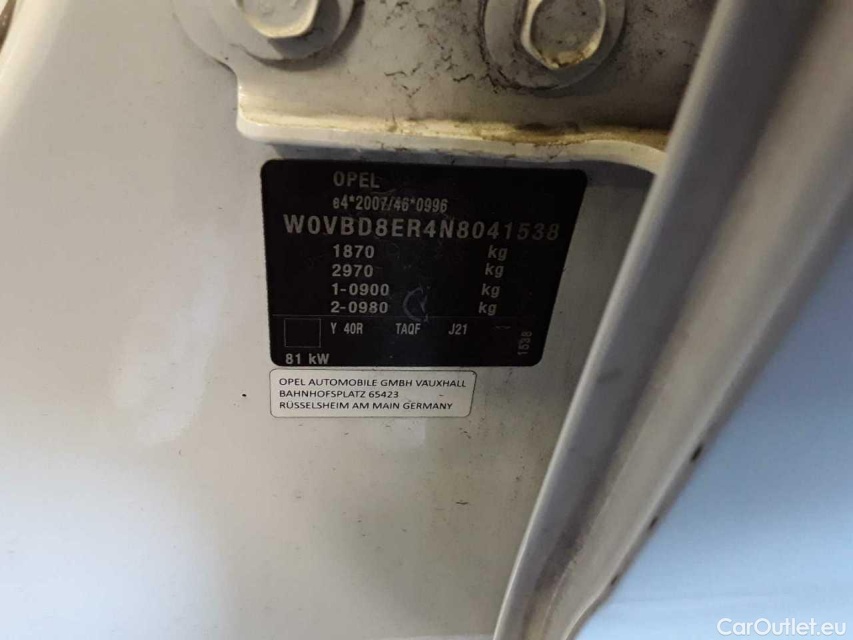 OPEL
e4*2007/46*0996
W0VBD8ER4N8041538
1870 kg
2970 kg
1-0900 kg
2-0980 kg
Y 40R TAQF J21
1538
81 kW
OPEL AUTOMOBILE GMBH VAUXHALL
BAHNHOFSPLATZ 65423
RÜSSELSHEIM AM MAIN GERMANY
CarOutlet.eu